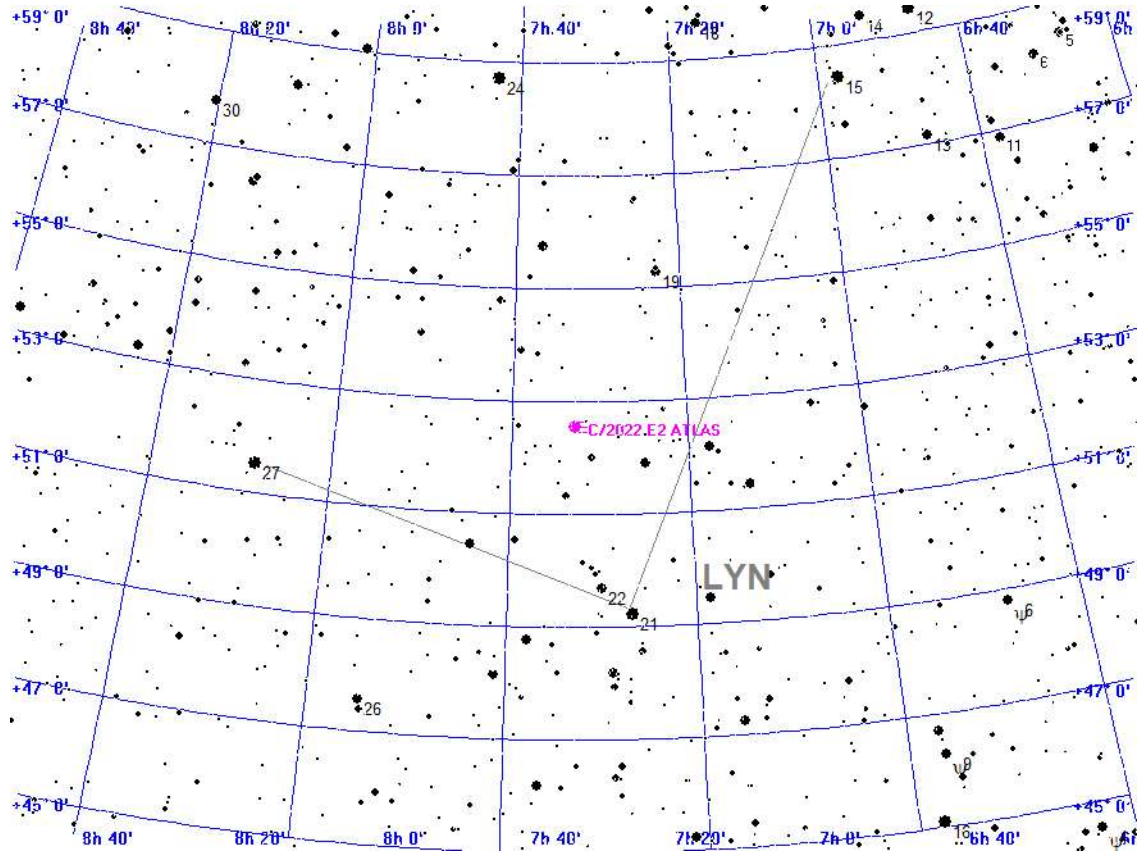 +59° 0' 8h 40' 8h 20' 8h 0' 7h 40' 7h 20' 7h 0' 6h 40' +59° 0'
18 14 12 5
6
24 15
30
+57° 0' +57° 0'
13 11
+55° 0' +55° 0'
19
+53° 0' +53° 0'
C/2022 E2 ATLAS
+51° 0' +51° 0'
27
+49° 0' LYN +49° 0'
22 ψ6
21
+47° 0' +47° 0'
26
ψ9
+45° 0' +45° 0'
16
8h 40' 8h 20' 8h 0' 7h 40' 7h 20' 7h 0' 6h 40'